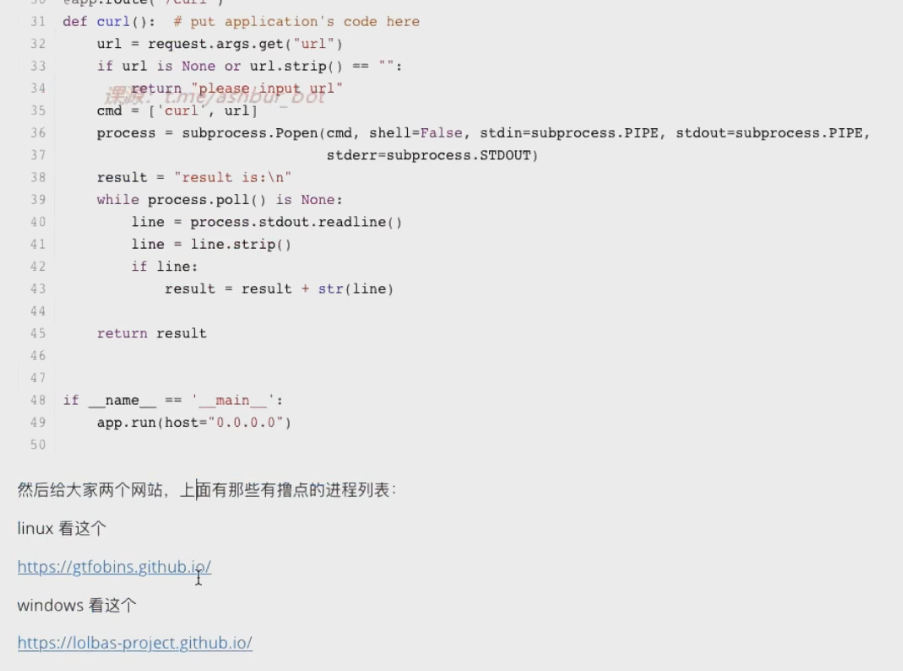 30 @app.route('/curl')
31 def curl():  # put application's code here
32     url = request.args.get("url")
33     if url is None or url.strip() == "":
34         return "please input url"
课源: t.me/ashbur_bot
35     cmd = ['curl', url]
36     process = subprocess.Popen(cmd, shell=False, stdin=subprocess.PIPE, stdout=subprocess.PIPE,
37                                stderr=subprocess.STDOUT)
38     result = "result is:\n"
39     while process.poll() is None:
40         line = process.stdout.readline()
41         line = line.strip()
42         if line:
43             result = result + str(line)
44
45     return result
46
47
48 if __name__ == '__main__':
49     app.run(host="0.0.0.0")
50
然后给大家两个网站，上面有那些有撸点的进程列表：
linux 看这个
https://gtfobins.github.io/
windows 看这个
https://lolbas-project.github.io/